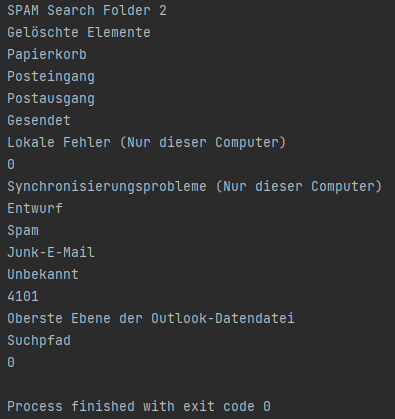 SPAM Search Folder 2
Gelöschte Elemente
Papierkorb
Posteingang
Postausgang
Gesendet
Lokale Fehler (Nur dieser Computer)
0
Synchronisierungsprobleme (Nur dieser Computer)
Entwurf
Spam
Junk-E-Mail
Unbekannt
4101
Oberste Ebene der Outlook-Datendatei
Suchpfad
0
Process finished with exit code 0